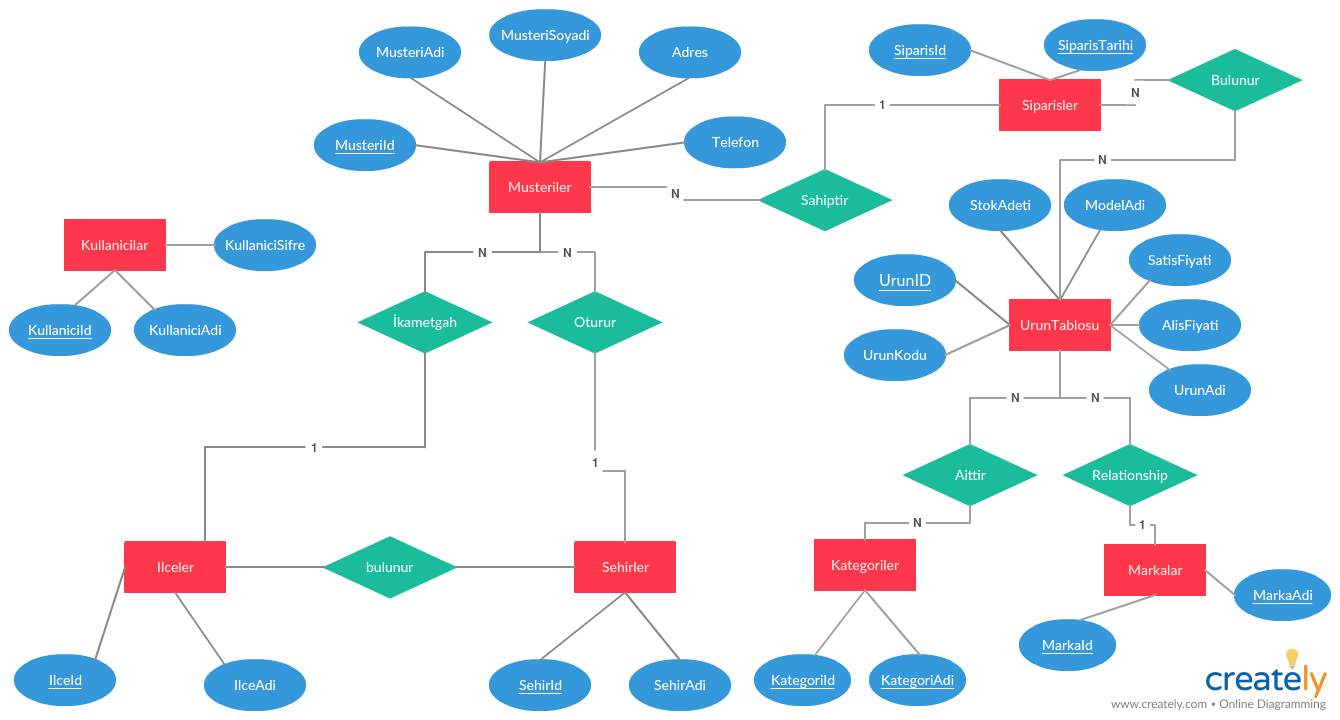 MusteriAdi
MusteriSoyadi
Adres
SiparisId
SiparisTarihi
Bulunur
N
1
Siparisler
MusteriId
Telefon
N
Musteriler
N
Sahiptir
StokAdeti
ModelAdi
Kullanicilar
KullaniciSifre
N
N
SatisFiyati
UrunID
KullaniciId
KullaniciAdi
İkametgah
Oturur
UrunTablosu
AlisFiyati
UrunKodu
UrunAdi
N
N
1
1
Aittir
Relationship
N
1
Ilceler
bulunur
Sehirler
Kategoriler
Markalar
MarkaAdi
MarkaId
IlceId
IlceAdi
SehirId
SehirAdi
KategoriId
KategoriAdi
creately
www.creately.com • Online Diagramming